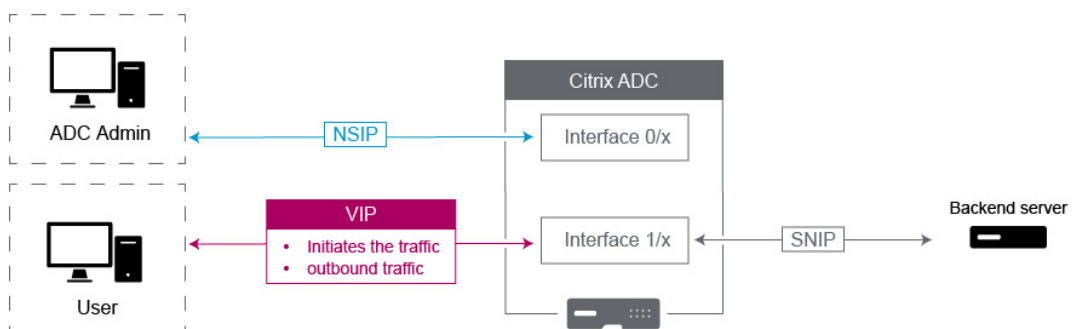 Citrix ADC
ADC Admin
NSIP
Interface 0/x
VIP
• Initiates the traffic
• outbound traffic
Interface 1/x
SNIP
Backend server
User